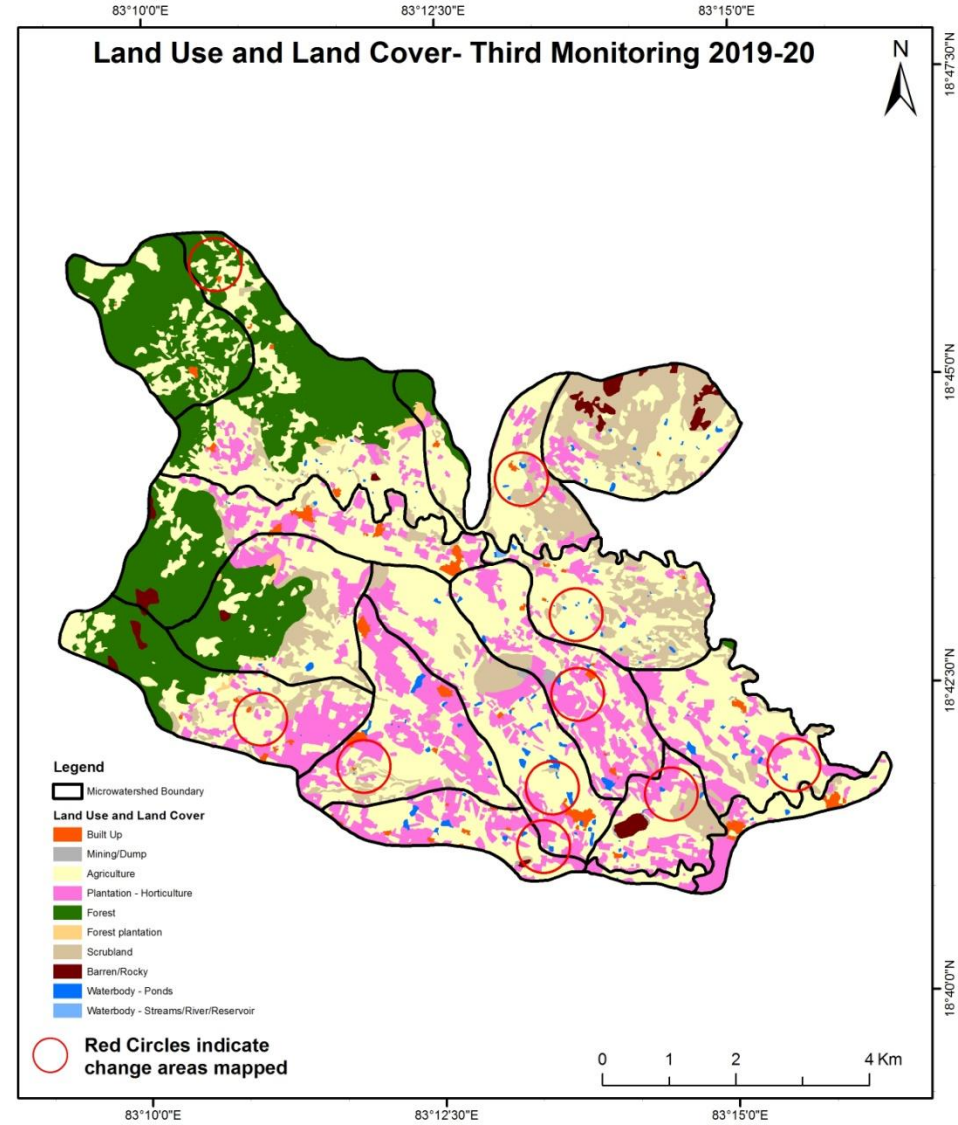 83°10'0"E 83°12'30"E 83°15'0"E
Land Use and Land Cover- Third Monitoring 2019-20
N
18°47'30"N
18°45'0"N
18°42'30"N
18°40'0"N
Legend
Microwatershed Boundary
Land Use and Land Cover
Built Up
Mining/Dump
Agriculture
Plantation - Horticulture
Forest
Forest plantation
Scrubland
Barren/Rocky
Waterbody - Ponds
Waterbody - Streams/River/Reservoir
Red Circles indicate
change areas mapped
0 1 2 4 Km
83°10'0"E 83°12'30"E 83°15'0"E